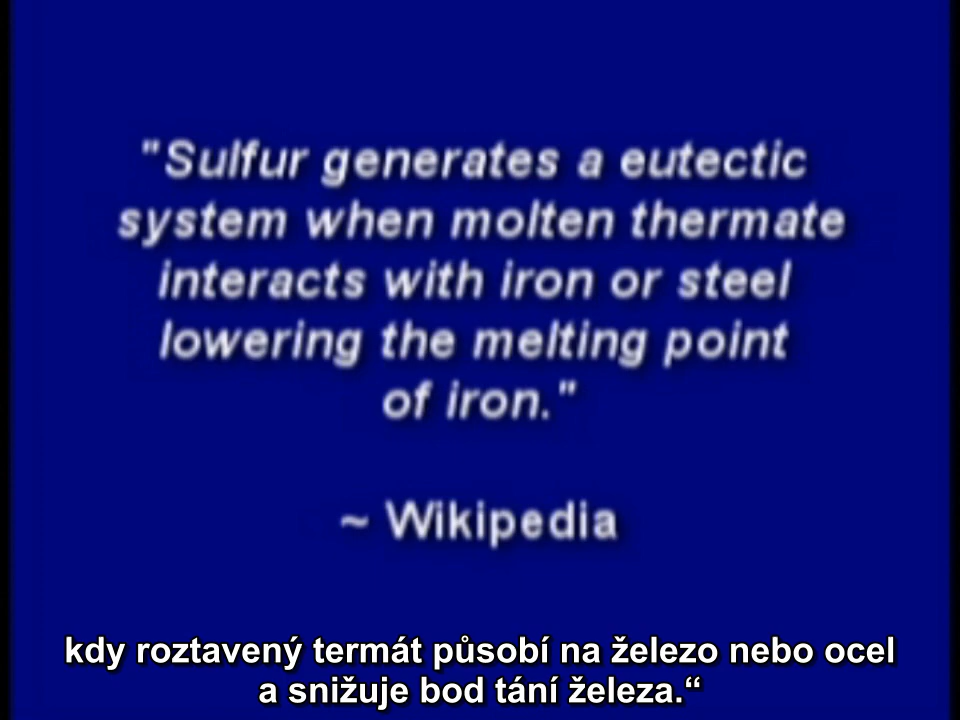 "Sulfur generates a eutectic
system when molten thermate
interacts with iron or steel
lowering the melting point
of iron."
~ Wikipedia
kdy roztavený termát působí na železo nebo ocel
a snižuje bod tání železa.“